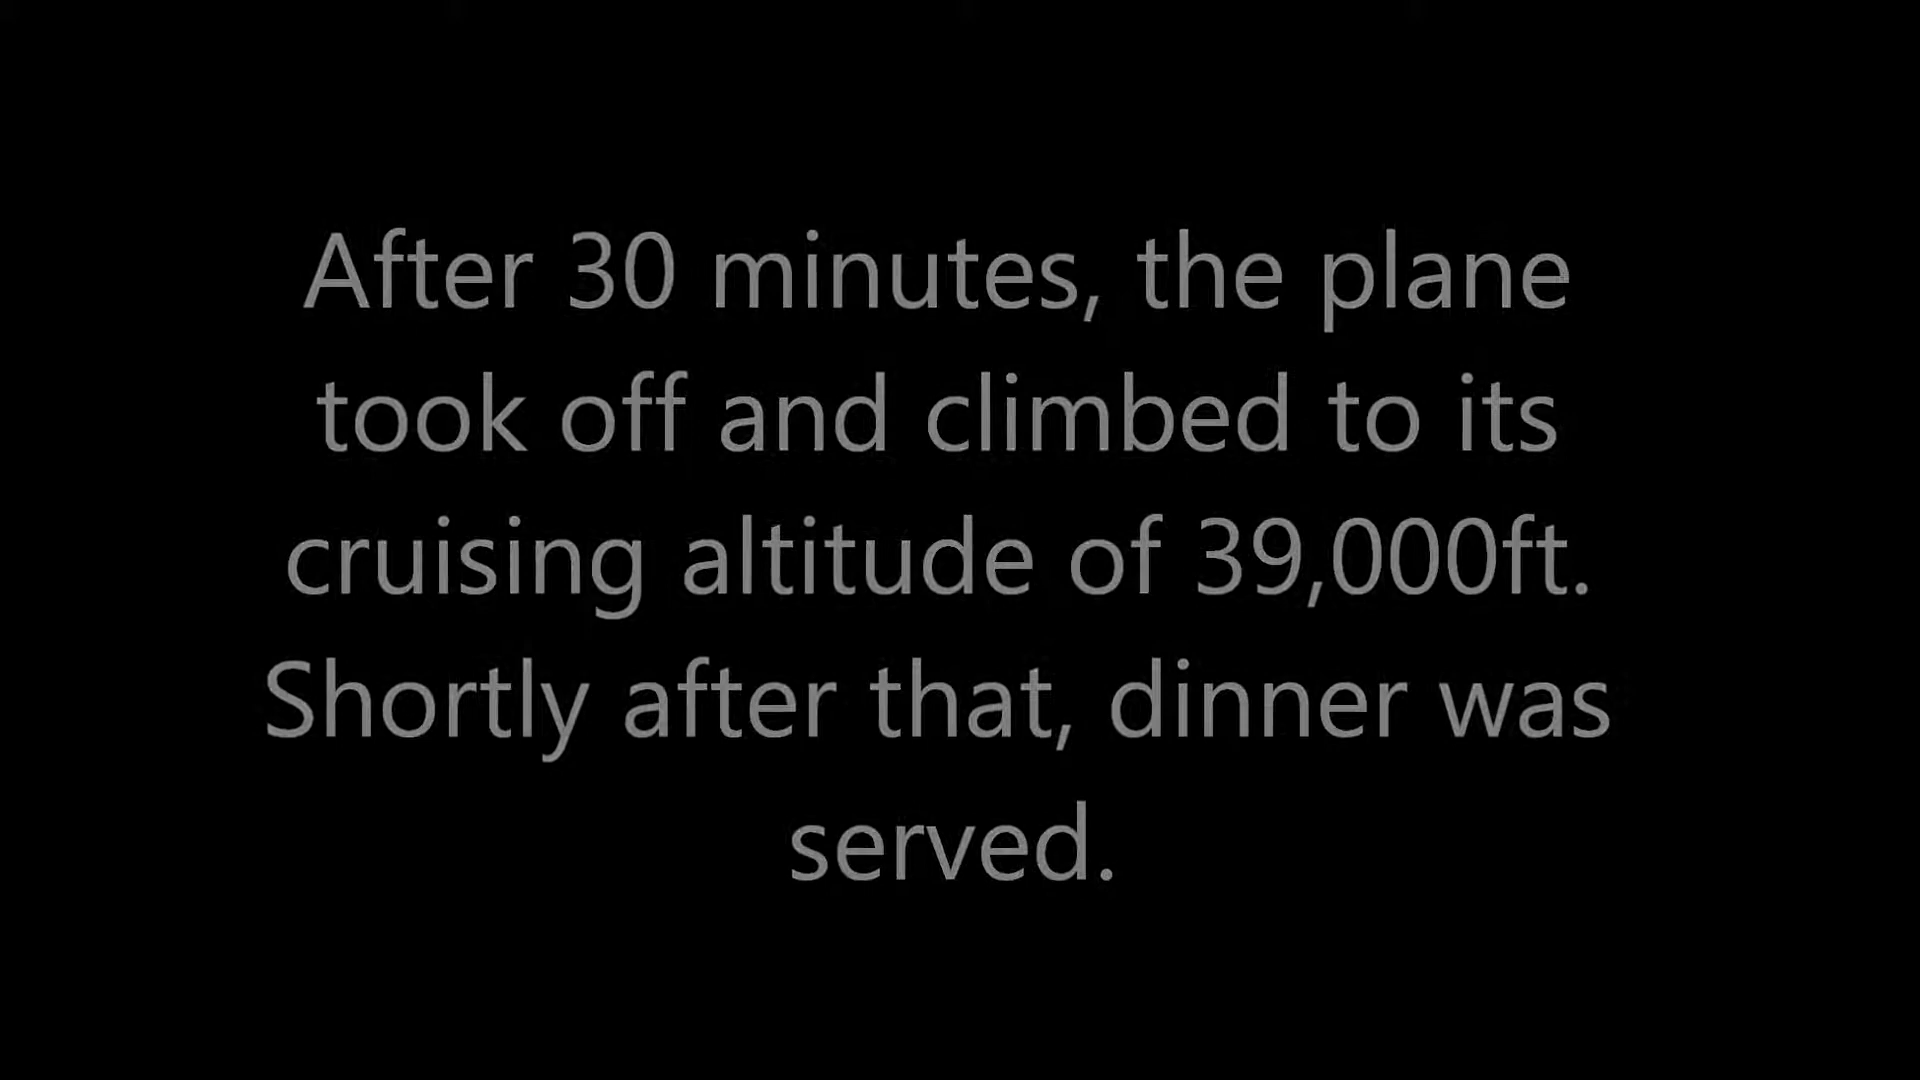 After 30 minutes, the plane
took off and climbed to its
cruising altitude of 39,000ft.
Shortly after that, dinner was
served.